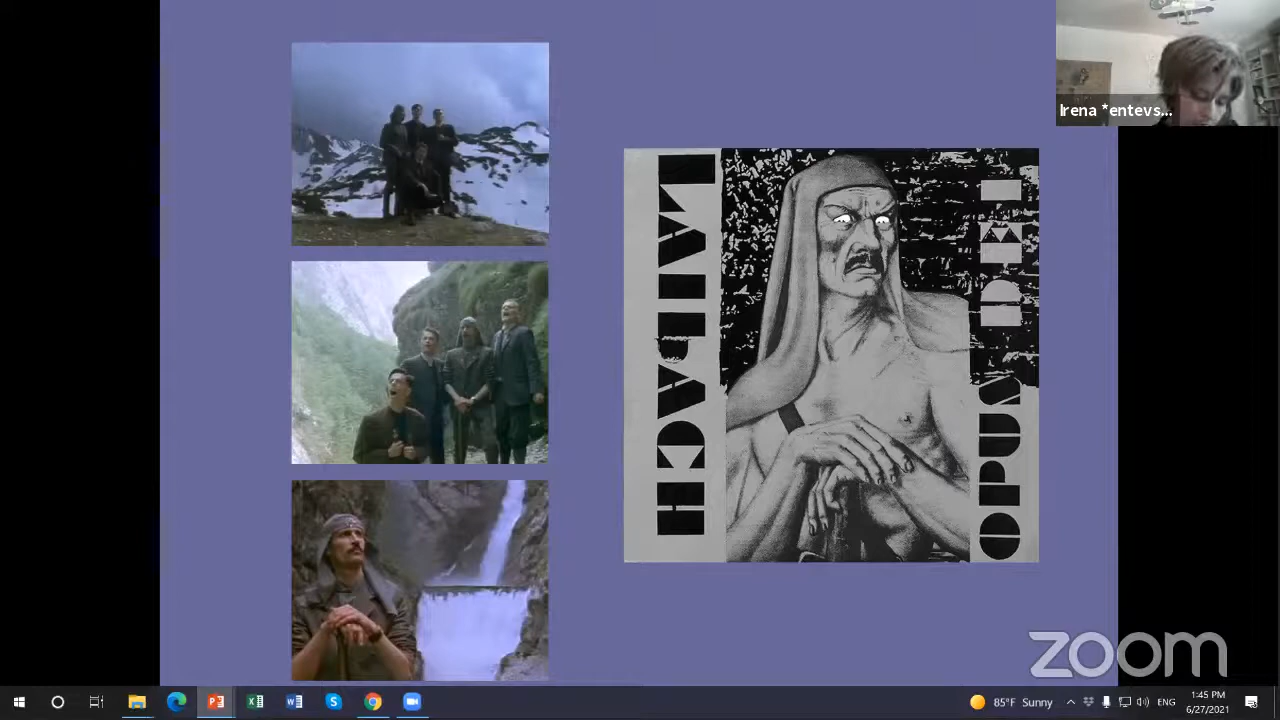 Irena *entevs...
LAIBACH
OPUS DEI
zoom
85°F Sunny
ENG
1:45 PM
6/27/2021